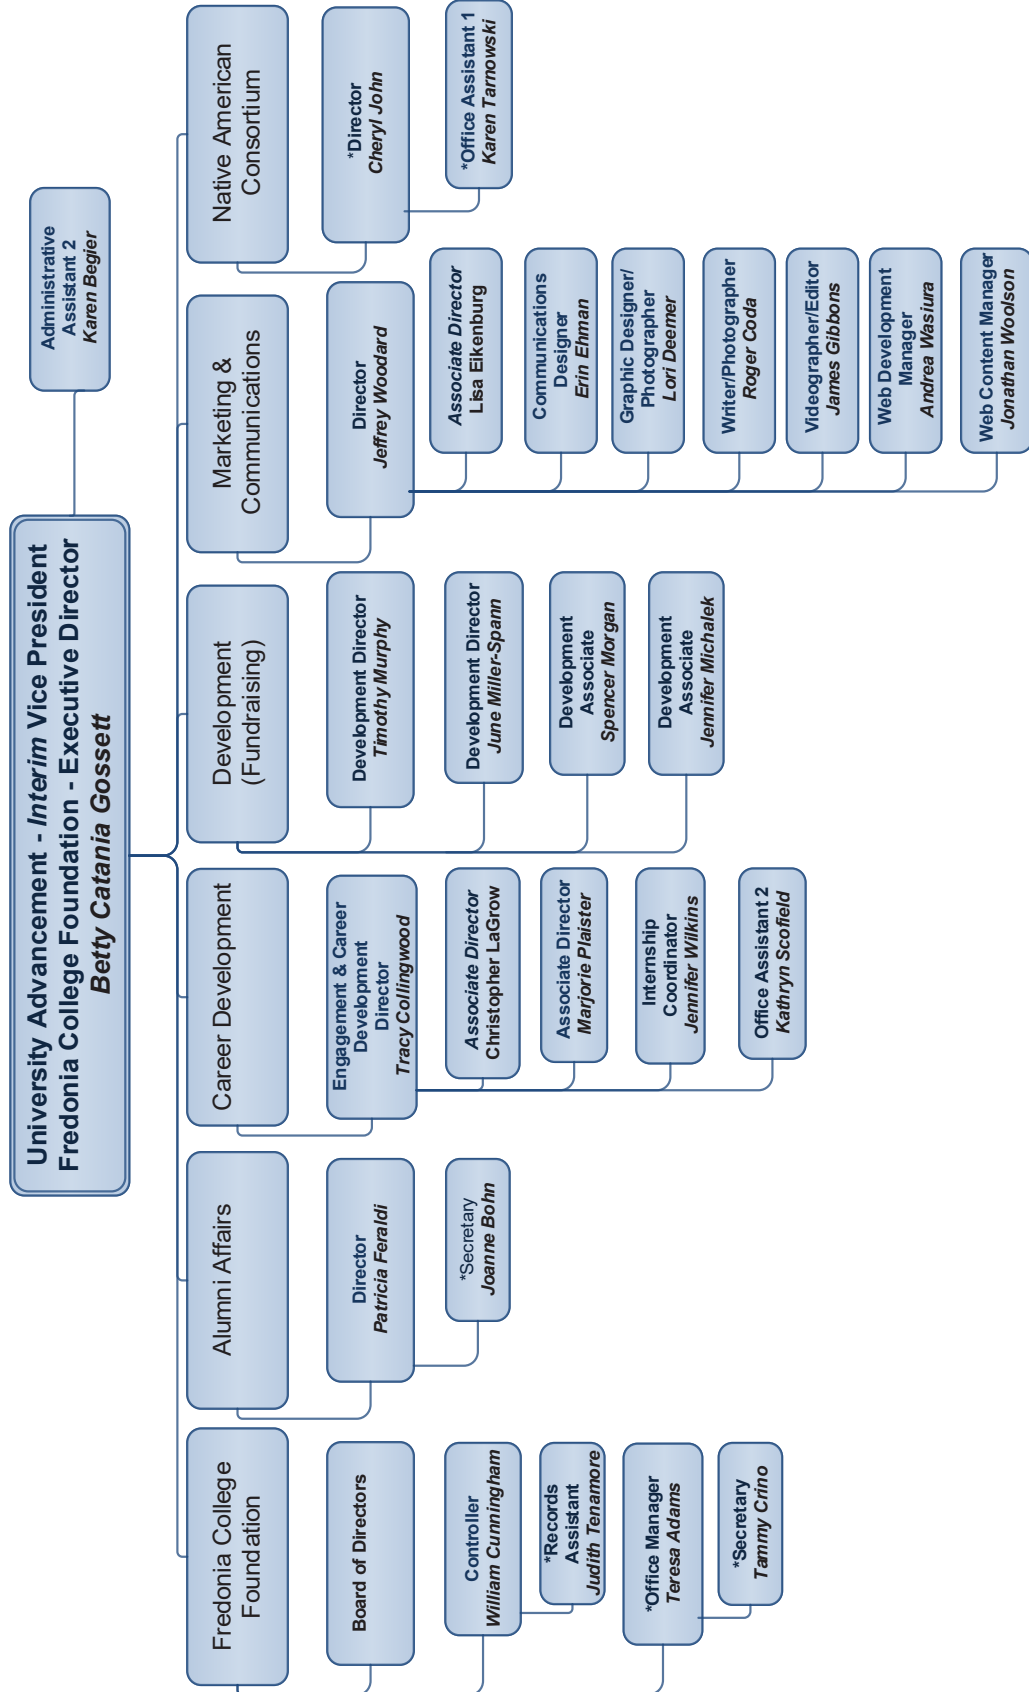 University Advancement - Interim Vice President
Fredonia College Foundation - Executive Director
Betty Catania Gossett
Administrative
Assistant 2
Karen Begier
Fredonia College
Foundation
Board of Directors
Controller
William Cunningham
*Records
Assistant
Judith Tenamore
*Office Manager
Teresa Adams
*Secretary
Tammy Crino
Alumni Affairs
Director
Patricia Feraldi
*Secretary
Joanne Bohn
Career Development
Engagement & Career
Development
Director
Tracy Collingwood
Associate Director
Christopher LaGrow
Associate Director
Marjorie Plaister
Internship
Coordinator
Jennifer Wilkins
Office Assistant 2
Kathryn Scofield
Development
(Fundraising)
Development Director
Timothy Murphy
Development Director
June Miller-Spann
Development
Associate
Spencer Morgan
Development
Associate
Jennifer Michalek
Marketing &
Communications
Director
Jeffrey Woodard
Associate Director
Lisa Eikenburg
Communications
Designer
Erin Ehman
Graphic Designer/
Photographer
Lori Deemer
Writer/Photographer
Roger Coda
Videographer/Editor
James Gibbons
Web Development
Manager
Andrea Wasiura
Web Content Manager
Jonathan Woolson
Native American
Consortium
*Director
Cheryl John
*Office Assistant 1
Karen Tarnowski